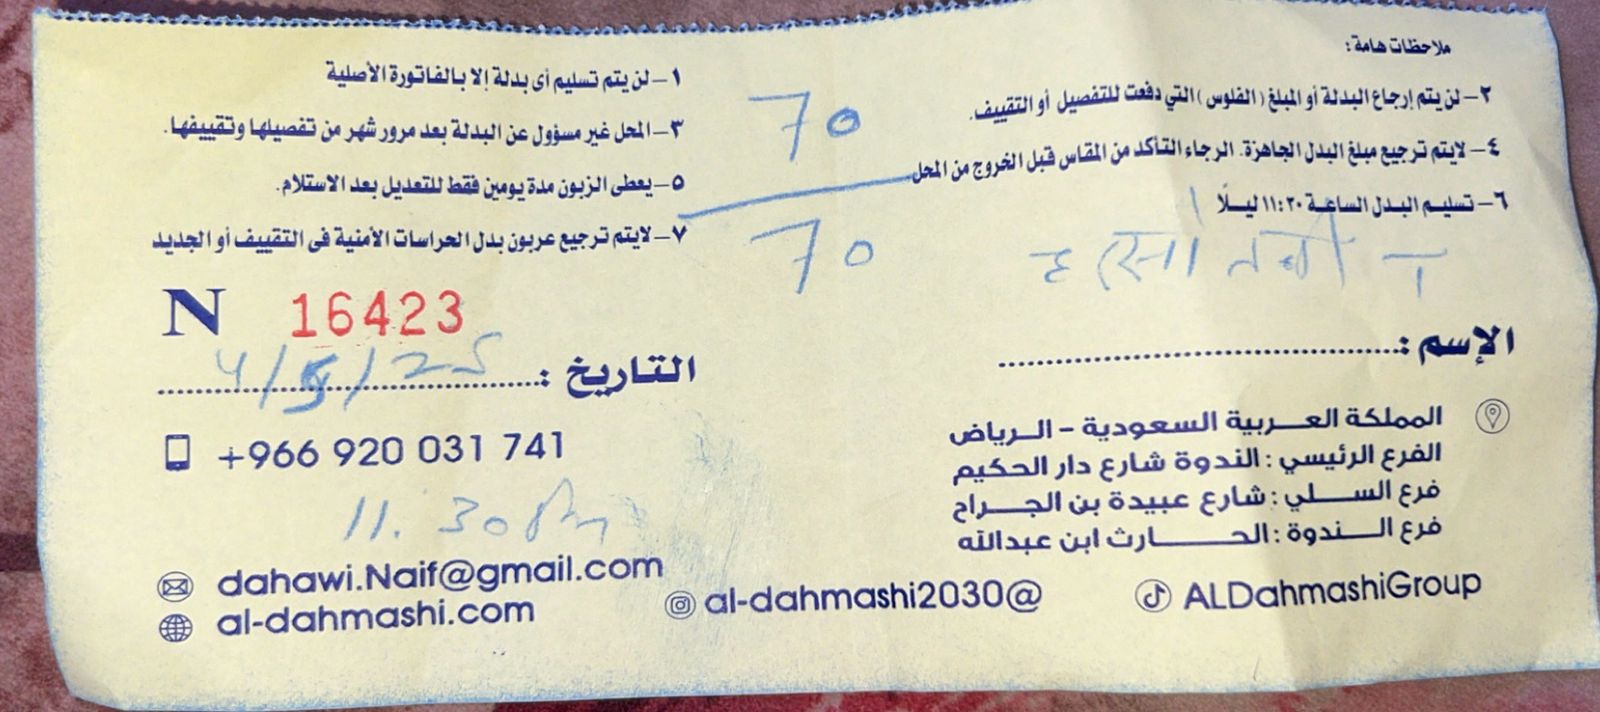 ملاحظات هامة:
١- لن يتم تسليم أى بدلة إلا بالفاتورة الأصلية
٢- لن يتم إرجاع البدلة أو المبلغ (الفلوس) التي دفعت للتفصيل أو التقييف.
٣- المحل غير مسؤول عن البدلة بعد مرور شهر من تفصيلها وتقييفها.
٤- لايتم ترجيع مبلغ البدل الجاهزة. الرجاء التأكد من المقاس قبل الخروج من المحل.
٥- يعطى الزبون مدة يومين فقط للتعديل بعد الاستلام.
٦- تسليم البدل الساعة ١١:٣٠ ليلًا
٧- لايتم ترجيع عربون بدل الحراسات الأمنية فى التقييف أو الجديد
70
70
N 16423
الإسم:
التاريخ: 4/5/25
المملكة العربية السعودية - الرياض
الفرع الرئيسي: الندوة شارع دار الحكيم
فرع السلي: شارع عبيدة بن الجراح
فرع الندوة: الحارث ابن عبدالله
+966 920 031 741
11.30 pm
dahawi.Naif@gmail.com
al-dahmashi.com
al-dahmashi2030@
ALDahmashiGroup